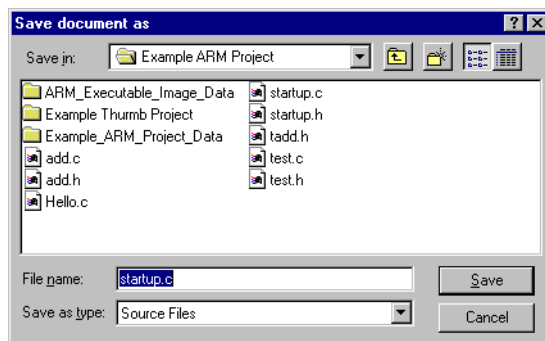 Save document as
Save in:
Example ARM Project
ARM_Executable_Image_Data
Example Thumb Project
Example_ARM_Project_Data
add.c
add.h
Hello.c
startup.c
startup.h
tadd.h
test.c
test.h
File name:
startup.c
Save
Save as type:
Source Files
Cancel